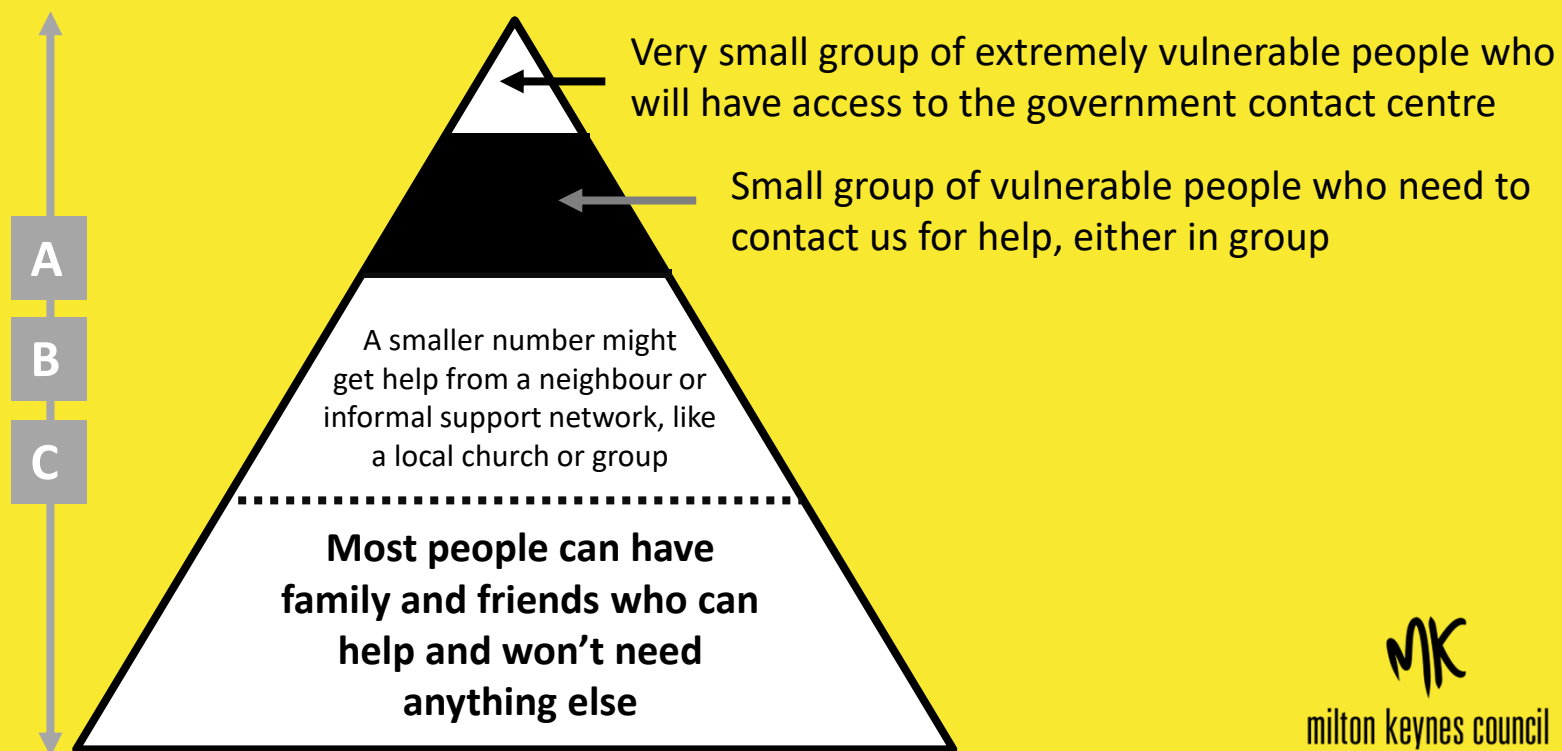 Very small group of extremely vulnerable people who
will have access to the government contact centre
Small group of vulnerable people who need to
contact us for help, either in group
A
B
C
A smaller number might
get help from a neighbour or
informal support network, like
a local church or group
Most people can have
family and friends who can
help and won’t need
anything else
MK
milton keynes council